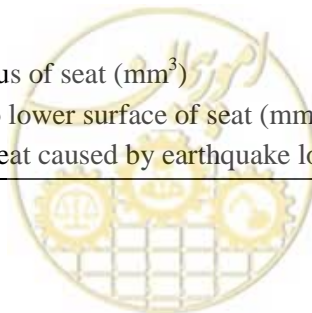 us of seat (mm³)
lower surface of seat (mm
eat caused by earthquake lo